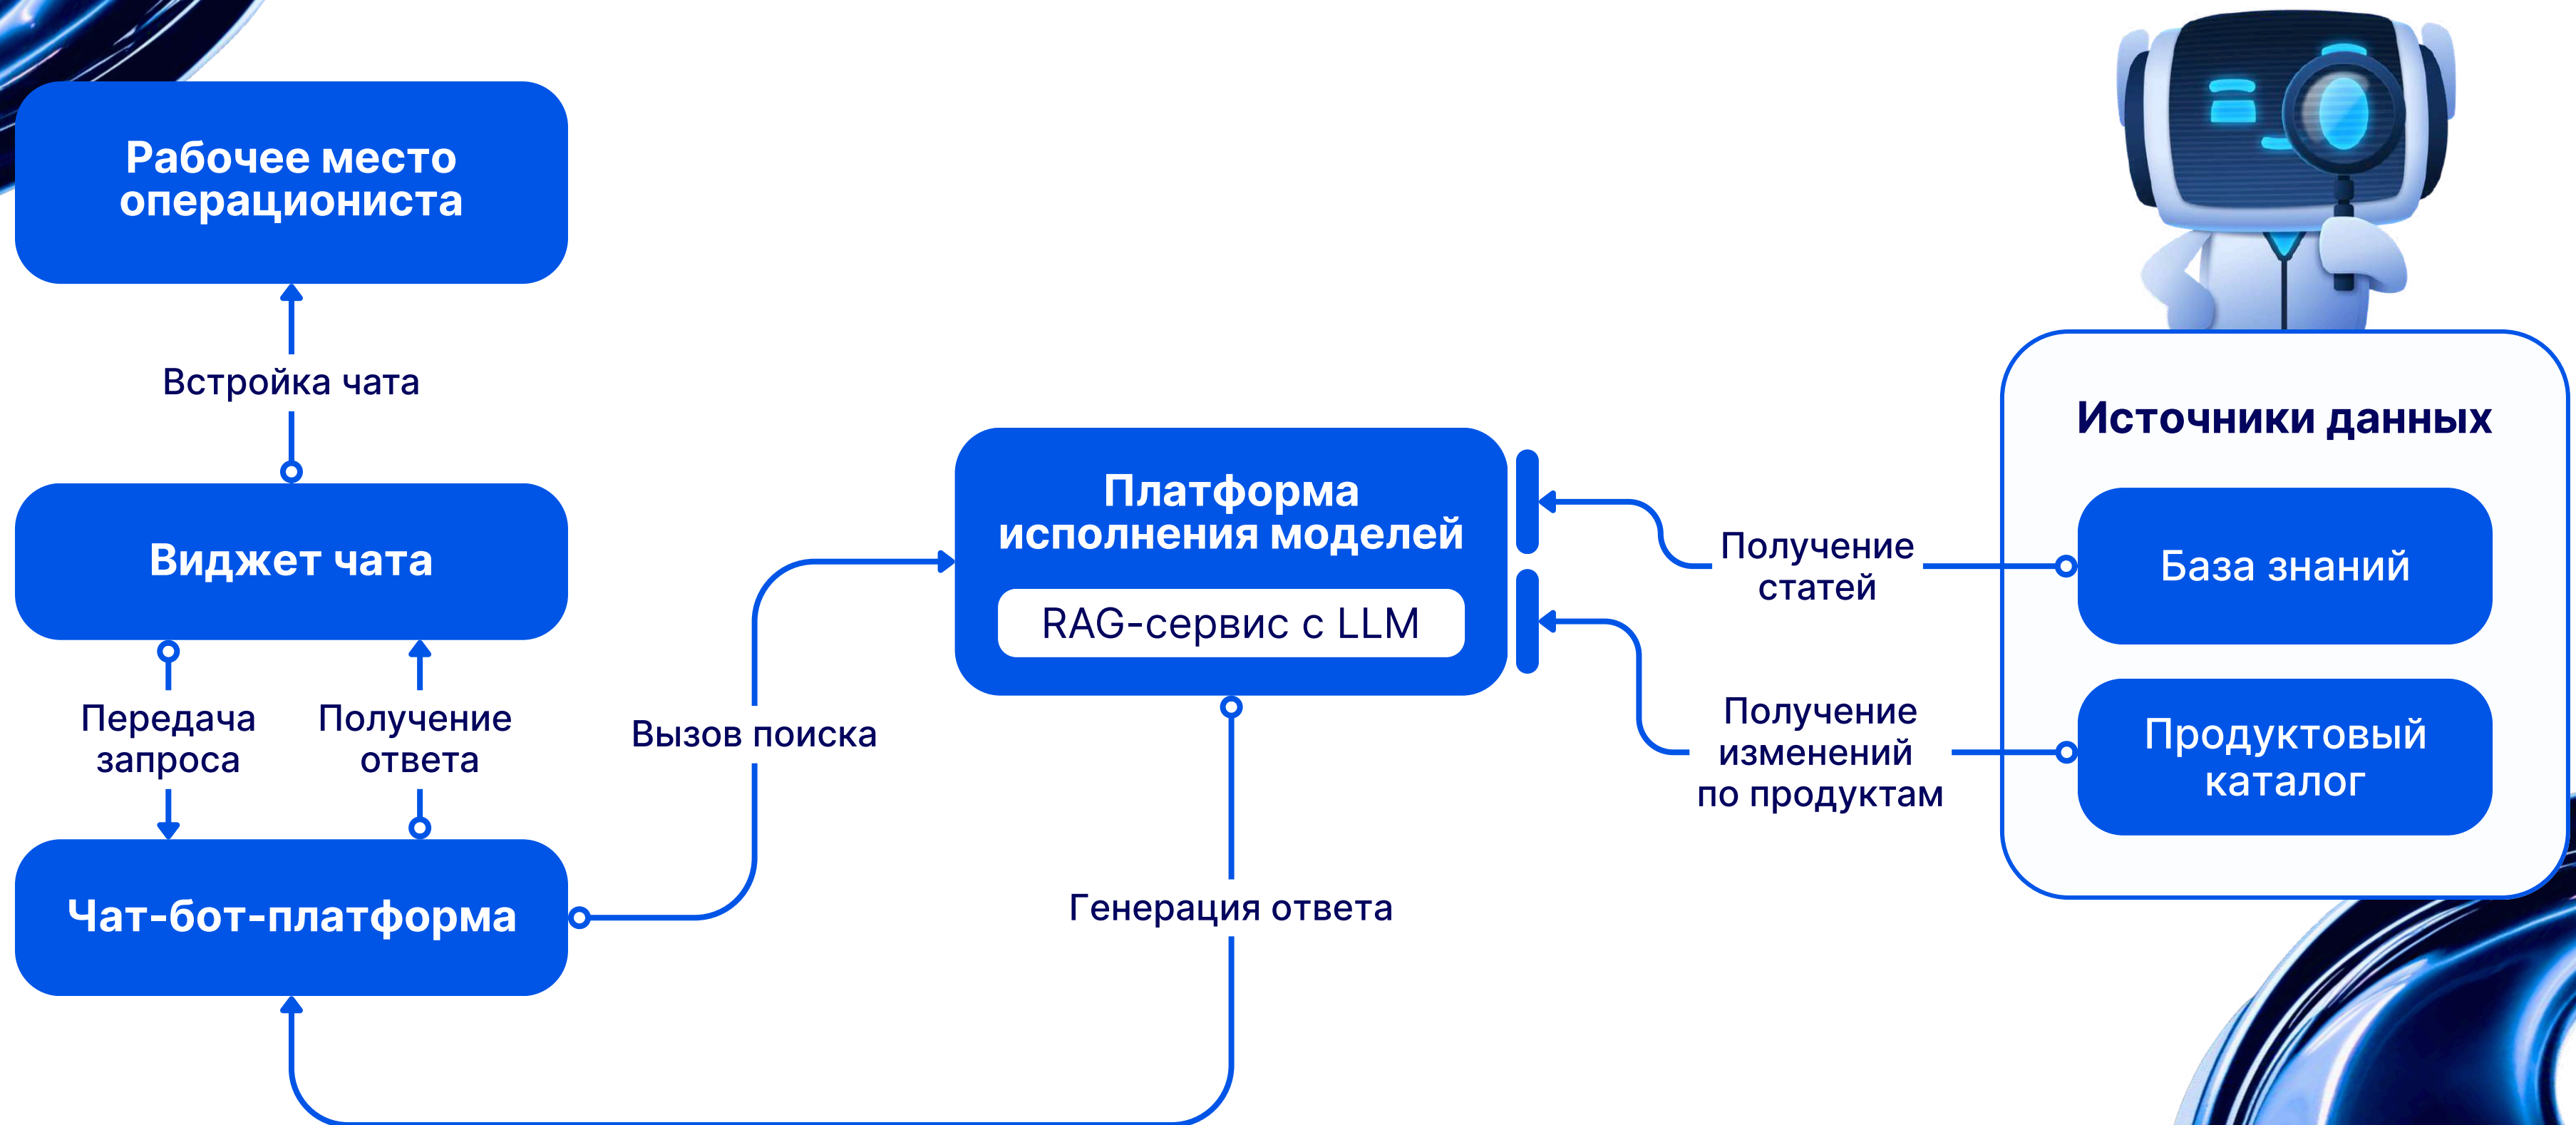 Рабочее место
операциониста
Встройка чата
Виджет чата
Передача
запроса
Получение
ответа
Чат-бот-платформа
Вызов поиска
Платформа
исполнения моделей
RAG-сервис с LLM
Генерация ответа
Получение
статей
Получение
изменений
по продуктам
Источники данных
База знаний
Продуктовый
каталог